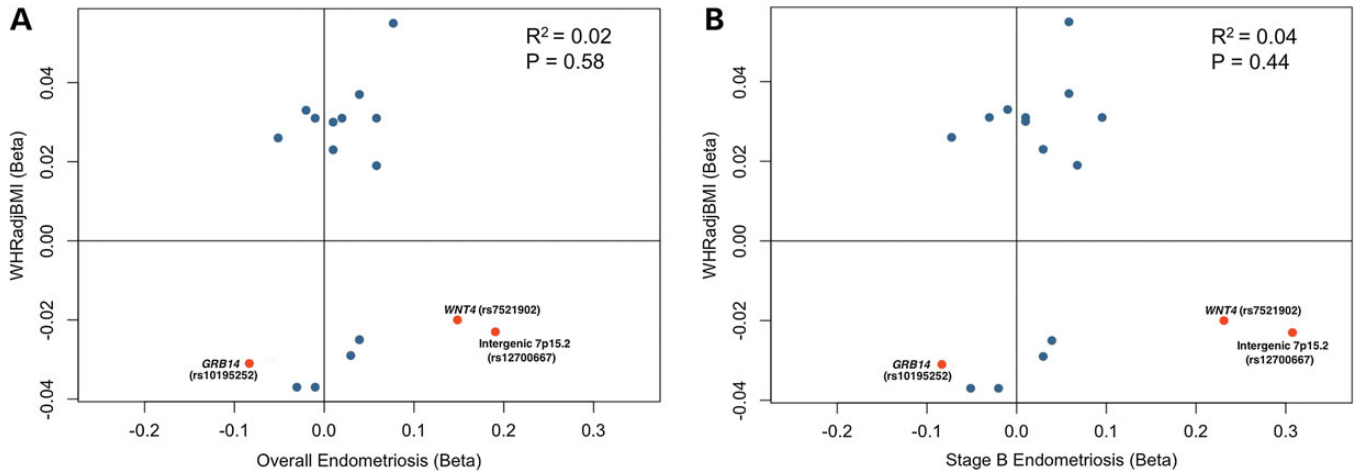 A
R² = 0.02
P = 0.58
WHRadjBMI (Beta)
0.04
0.02
0.00
-0.02
-0.04
WNT4 (rs7521902)
Intergenic 7p15.2
(rs12700667)
GRB14
(rs10195252)
-0.2 -0.1 0.0 0.1 0.2 0.3
Overall Endometriosis (Beta)
B
R² = 0.04
P = 0.44
WHRadjBMI (Beta)
0.04
0.02
0.00
-0.02
-0.04
WNT4 (rs7521902)
Intergenic 7p15.2
(rs12700667)
GRB14
(rs10195252)
-0.2 -0.1 0.0 0.1 0.2 0.3
Stage B Endometriosis (Beta)